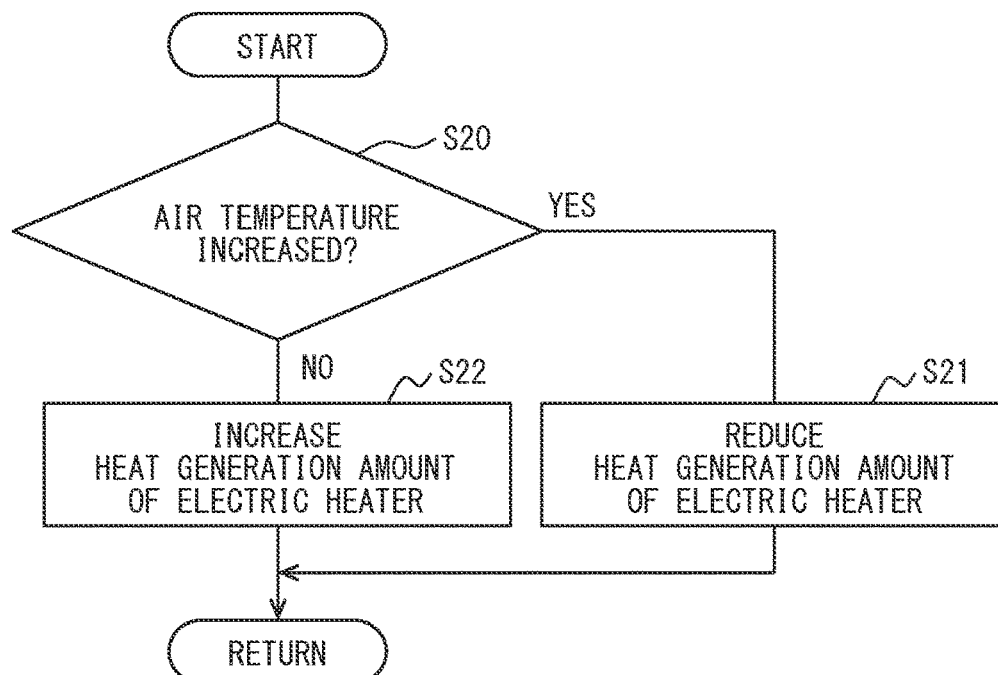 START
S20
AIR TEMPERATURE
INCREASED?
YES
NO
S22
S21
INCREASE
HEAT GENERATION AMOUNT
OF ELECTRIC HEATER
REDUCE
HEAT GENERATION AMOUNT
OF ELECTRIC HEATER
RETURN